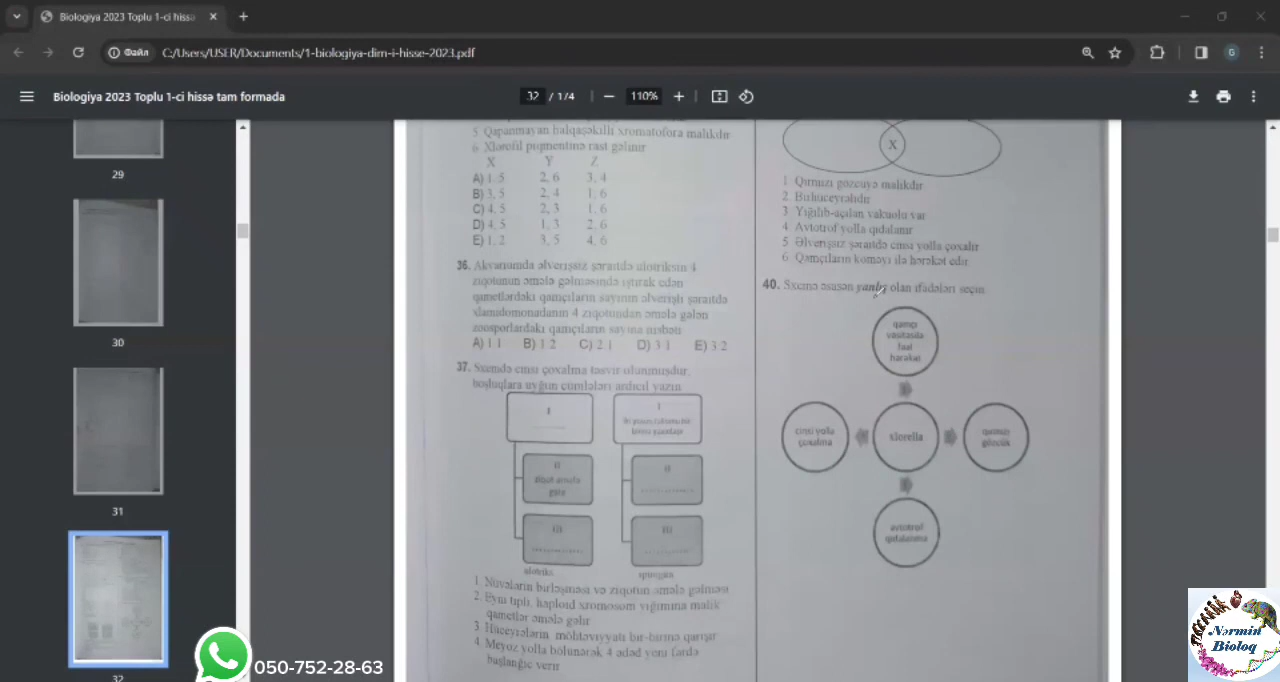 Biologiya 2023 Toplu 1-ci hissə
Файл
C:/Users/USER/Documents/1-biologiya-dim-i-hisse-2023.pdf
G
Biologiya 2023 Toplu 1-ci hissə tam formada
32 / 174
110%
29
30
31
32
5 Qapanmayan halqaşəkilli xromatofora malikdir
6 Xlorofil piqmentinə rast gəlinir
X Y Z
A) 1, 5 2, 6 3, 4
B) 3, 5 2, 4 1, 6
C) 4, 5 2, 3 1, 6
D) 4, 5 1, 3 2, 6
E) 1, 2 3, 5 4, 6
36. Akvariumda əlverişsiz şəraitdə ulotriksin 4
ziqotunun əmələ gəlməsində iştirak edən
qametlərdəki qamçıların sayının əlverişli şəraitdə
xlamidomonadanın 4 ziqotundan əmələ gələn
zoosporlardakı qamçıların sayına nisbəti
A) 1 1 B) 1 2 C) 2 1 D) 3 1 E) 3 2
37. Sxemdə cinsi çoxalma təsvir olunmuşdur,
boşluqlara uyğun cümlələri ardıcıl yazın
I
I
II
ziqot əmələ
gəlir
II
III
III
ulotriks
spirogira
1. Nüvələrin birləşməsi və ziqotun əmələ gəlməsi
2. Eyni tipli, haploid xromosom yığımına malik
qametlər əmələ gəlir
3. Hüceyrələrin möhtəviyyatı bir-birinə qarışır
4. Meyoz yolla bölünərək 4 ədəd yeni fərdə
başlanğıc verir
X
1 Qırmızı gözcüyə malikdir
2. Birhüceyrəlidir
3 Yığılıb-açılan vakuolu var
4 Avtotrof yolla qidalanır
5 Əlverişsiz şəraitdə cinsi yolla çoxalır
6 Qamçıların köməyi ilə hərəkət edir
40. Sxemə əsasən yanlış olan ifadələri seçin
qamçı
vasitəsilə
fəal
hərəkət
cinsi yolla
çoxalma
xlorella
qırmızı
gözcük
avtotrof
qidalanma
050-752-28-63
Nərmin
Bioloq